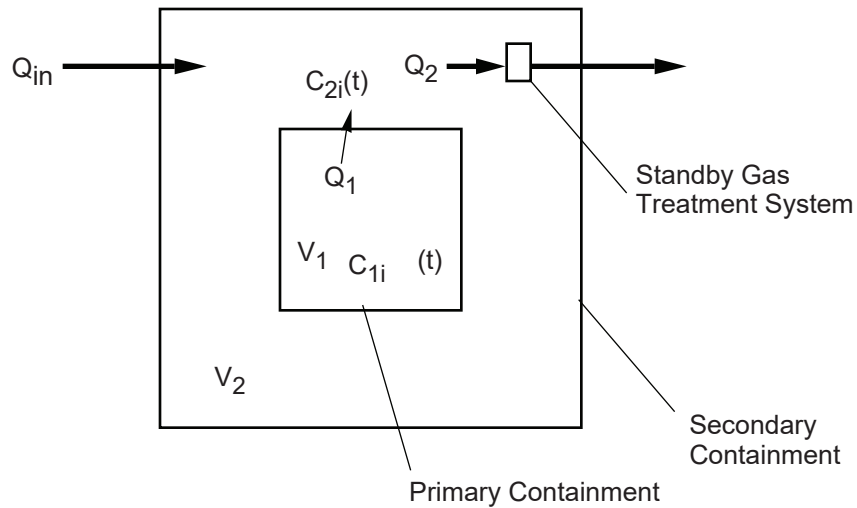 Q_in
C_2i(t)
Q_2
Q_1
Standby Gas
Treatment System
V_1 C_1i (t)
V_2
Secondary
Containment
Primary Containment